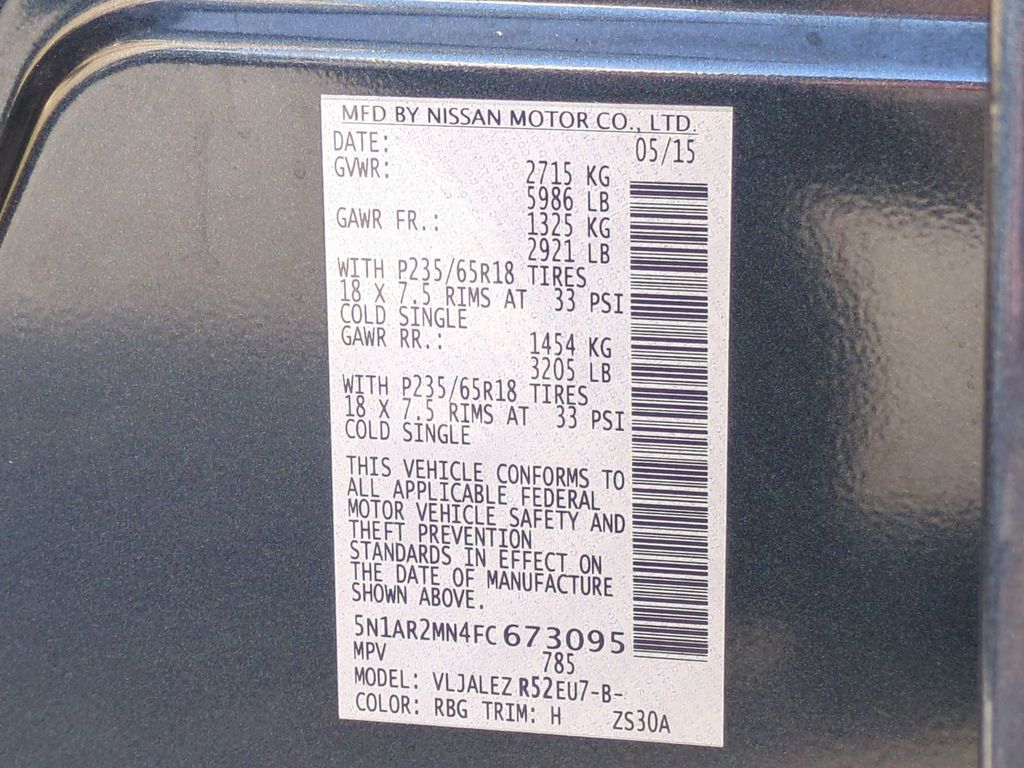 MFD BY NISSAN MOTOR CO., LTD.
DATE: 05/15
GVWR: 2715 KG
5986 LB
GAWR FR.: 1325 KG
2921 LB
WITH P235/65R18 TIRES
18 X 7.5 RIMS AT 33 PSI
COLD SINGLE
GAWR RR.: 1454 KG
3205 LB
WITH P235/65R18 TIRES
18 X 7.5 RIMS AT 33 PSI
COLD SINGLE
THIS VEHICLE CONFORMS TO
ALL APPLICABLE FEDERAL
MOTOR VEHICLE SAFETY AND
THEFT PREVENTION
STANDARDS IN EFFECT ON
THE DATE OF MANUFACTURE
SHOWN ABOVE.
5N1AR2MN4FC673095
MPV 785
MODEL: VLJALEZ R52EU7-B-
COLOR: RBG TRIM: H ZS30A